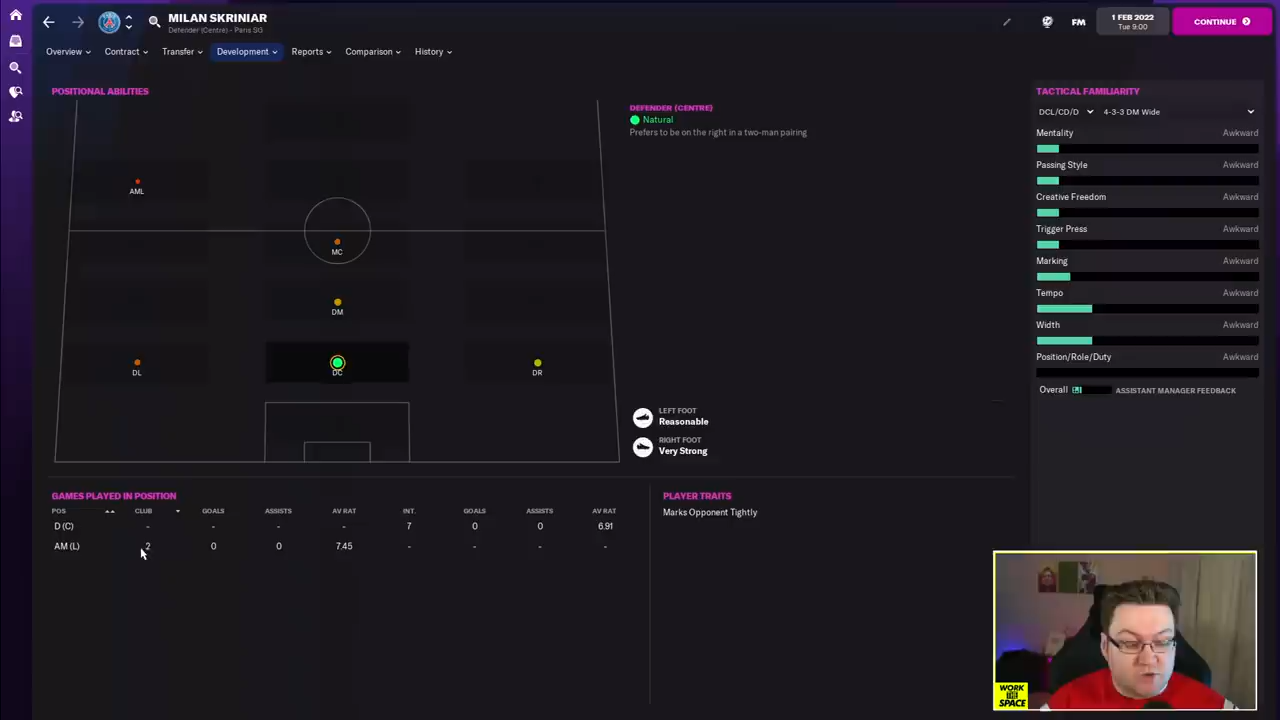 MILAN SKRINIAR
Defender (Centre) - Paris SG
FM
1 FEB 2022
Tue 9:00
CONTINUE
Overview
Contract
Transfer
Development
Reports
Comparison
History
POSITIONAL ABILITIES
AML
MC
DM
DL
DC
DR
DEFENDER (CENTRE)
Natural
Prefers to be on the right in a two-man pairing
LEFT FOOT
Reasonable
RIGHT FOOT
Very Strong
TACTICAL FAMILIARITY
DCL/CD/D 4-3-3 DM Wide
Mentality Awkward
Passing Style Awkward
Creative Freedom Awkward
Trigger Press Awkward
Marking Awkward
Tempo Awkward
Width Awkward
Position/Role/Duty Awkward
Overall ASSISTANT MANAGER FEEDBACK
GAMES PLAYED IN POSITION
POS CLUB GOALS ASSISTS AV RAT INT. GOALS ASSISTS AV RAT
D (C) - - - - 7 0 0 6.91
AM (L) 2 0 0 7.45 - - - -
PLAYER TRAITS
Marks Opponent Tightly
WORK
THE
SPACE